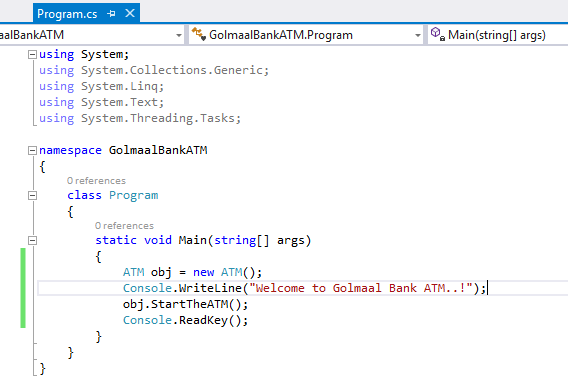 Program.cs
aalBankATM GolmaalBankATM.Program Main(string[] args)
using System;
using System.Collections.Generic;
using System.Linq;
using System.Text;
using System.Threading.Tasks;
namespace GolmaalBankATM
{
0 references
class Program
{
0 references
static void Main(string[] args)
{
ATM obj = new ATM();
Console.WriteLine("Welcome to Golmaal Bank ATM..!");
obj.StartTheATM();
Console.ReadKey();
}
}
}